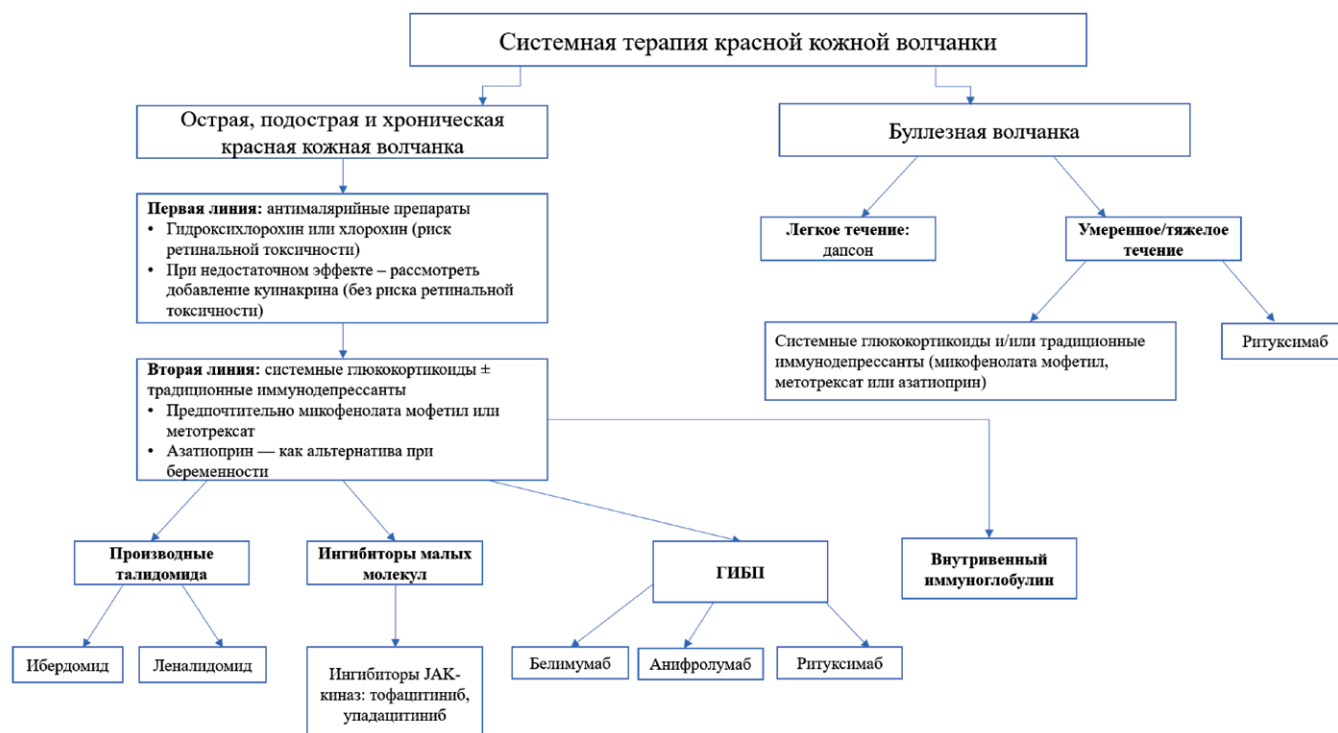 Системная терапия красной кожной волчанки
Острая, подострая и хроническая
красная кожная волчанка
Буллезная волчанка
Первая линия: антималярийные препараты
• Гидроксихлорохин или хлорохин (риск
ретинальной токсичности)
• При недостаточном эффекте – рассмотреть
добавление куинакрина (без риска ретинальной
токсичности)
Легкое течение:
дапсон
Умеренное/тяжелое
течение
Системные глюкокортикоиды и/или традиционные
иммунодепрессанты (микофенолата мофетил,
метотрексат или азатиоприн)
Ритуксимаб
Вторая линия: системные глюкокортикоиды ±
традиционные иммунодепрессанты
• Предпочтительно микофенолата мофетил или
метотрексат
• Азатиоприн — как альтернатива при
беременности
Производные
талидомида
Ингибиторы малых
молекул
ГИБП
Внутривенный
иммуноглобулин
Ибердомид
Леналидомид
Ингибиторы JAK-
киназ: тофацитиниб,
упадацитиниб
Белимумаб
Анифролумаб
Ритуксимаб